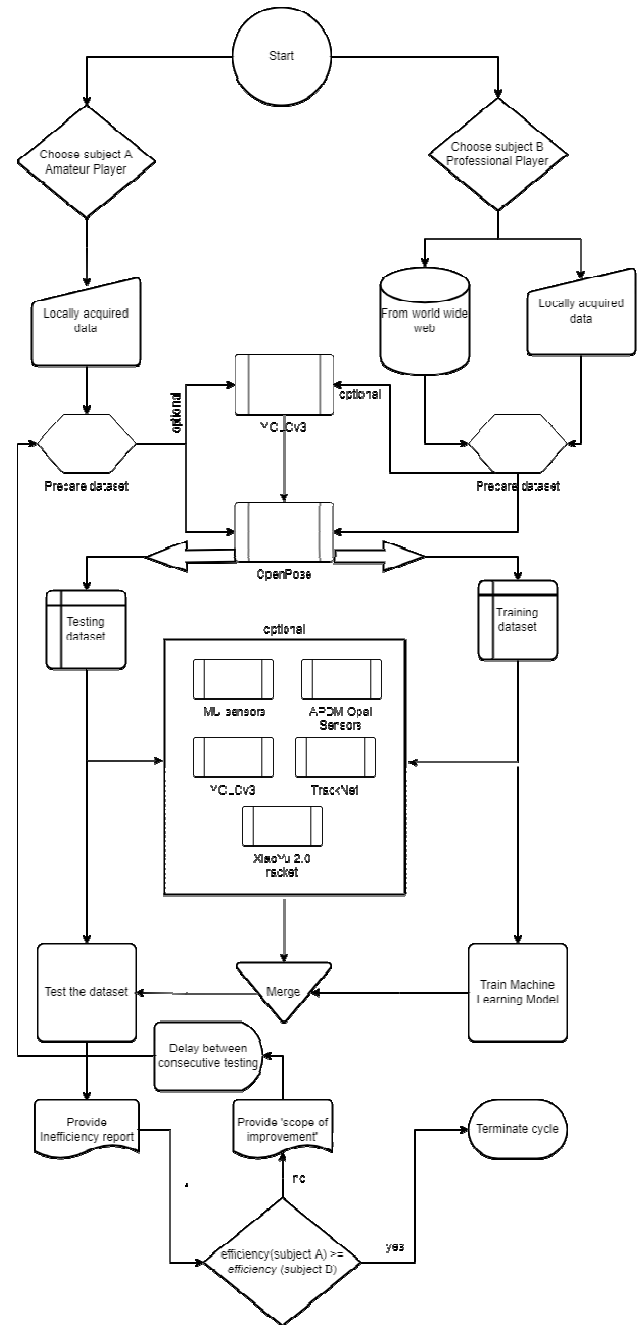 Start
Choose subject A
Amateur Player
Choose subject B
Professional Player
Locally acquired
data
From world wide
web
Locally acquired
data
optional
optional
YOLOv3
Prepare dataset
Prepare dataset
OpenPose
Testing
dataset
Training
dataset
optional
sensors
APDM Opal
Sensors
YOLOv3
TrackNet
XiaoYu 2.0
racket
Test the dataset
Merge
Train Machine
Learning Model
Delay between
consecutive testing
Provide
Inefficiency report
Provide "scope of
improvement"
Terminate cycle
no
efficiency(subject A) >=
efficiency (subject
yes